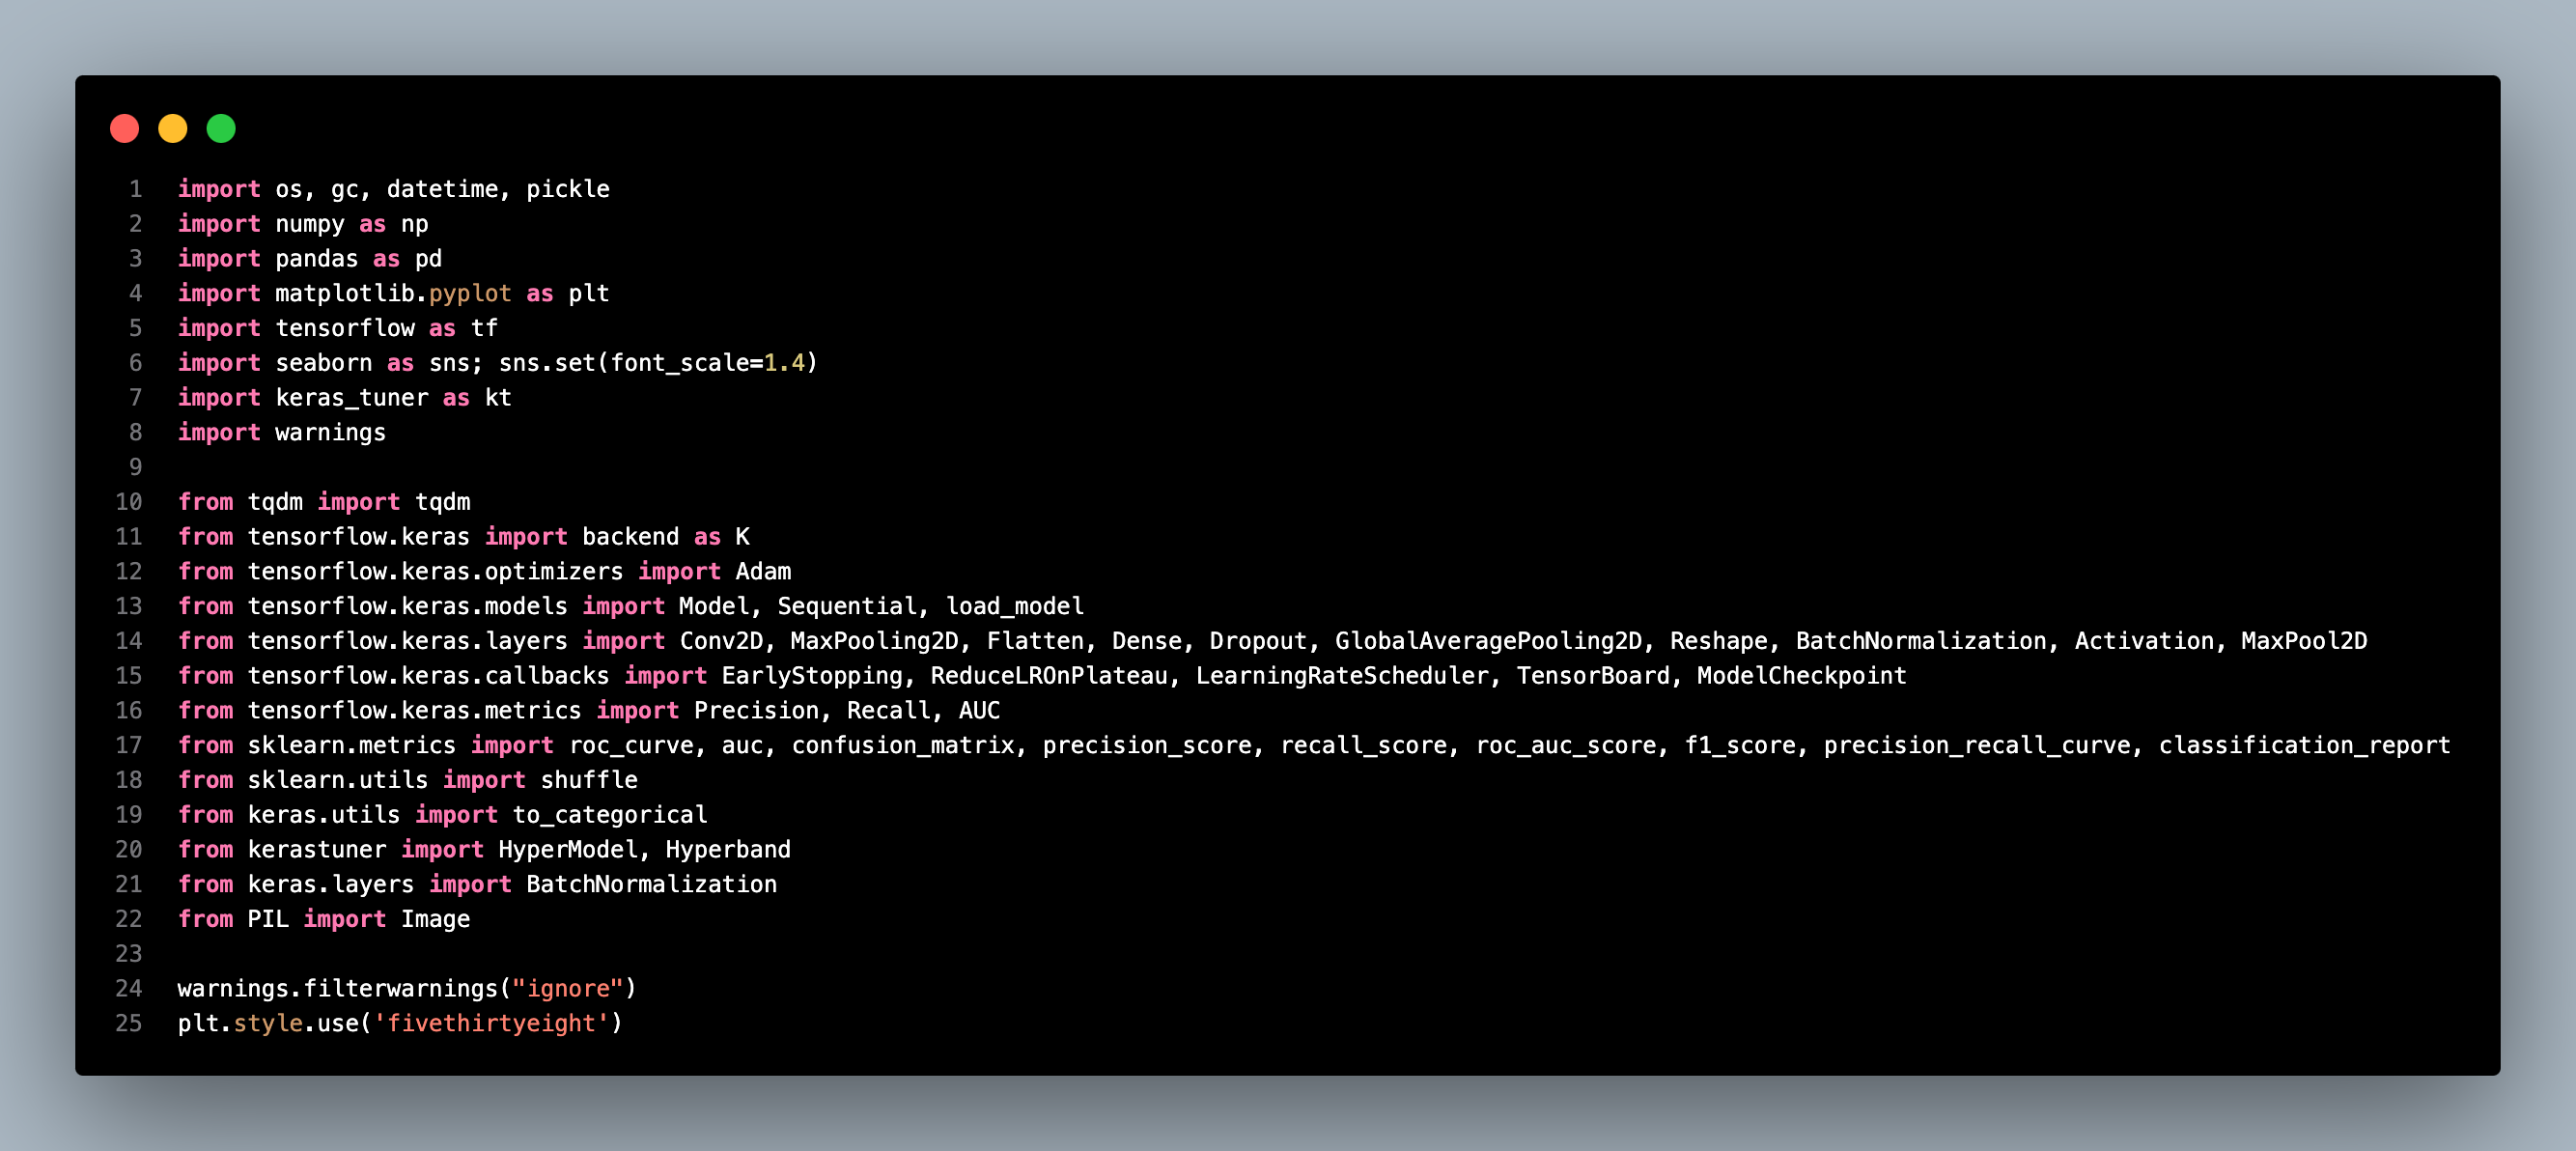 1 import os, gc, datetime, pickle
2 import numpy as np
3 import pandas as pd
4 import matplotlib.pyplot as plt
5 import tensorflow as tf
6 import seaborn as sns; sns.set(font_scale=1.4)
7 import keras_tuner as kt
8 import warnings
9
10 from tqdm import tqdm
11 from tensorflow.keras import backend as K
12 from tensorflow.keras.optimizers import Adam
13 from tensorflow.keras.models import Model, Sequential, load_model
14 from tensorflow.keras.layers import Conv2D, MaxPooling2D, Flatten, Dense, Dropout, GlobalAveragePooling2D, Reshape, BatchNormalization, Activation, MaxPool2D
15 from tensorflow.keras.callbacks import EarlyStopping, ReduceLROnPlateau, LearningRateScheduler, TensorBoard, ModelCheckpoint
16 from tensorflow.keras.metrics import Precision, Recall, AUC
17 from sklearn.metrics import roc_curve, auc, confusion_matrix, precision_score, recall_score, roc_auc_score, f1_score, precision_recall_curve, classification_report
18 from sklearn.utils import shuffle
19 from keras.utils import to_categorical
20 from kerastuner import HyperModel, Hyperband
21 from keras.layers import BatchNormalization
22 from PIL import Image
23
24 warnings.filterwarnings("ignore")
25 plt.style.use('fivethirtyeight')